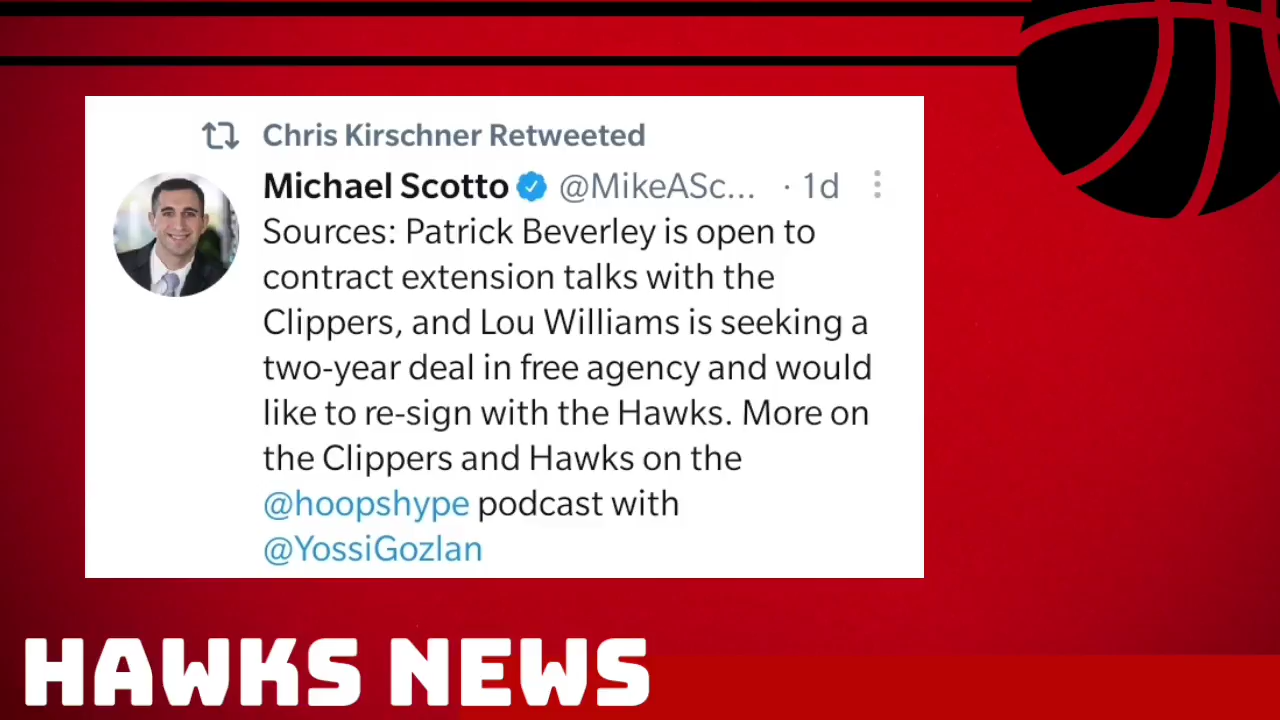 Chris Kirschner Retweeted
Michael Scotto @MikeASc... · 1d
Sources: Patrick Beverley is open to
contract extension talks with the
Clippers, and Lou Williams is seeking a
two-year deal in free agency and would
like to re-sign with the Hawks. More on
the Clippers and Hawks on the
@hoopshype podcast with
@YossiGozlan
HAWKS NEWS